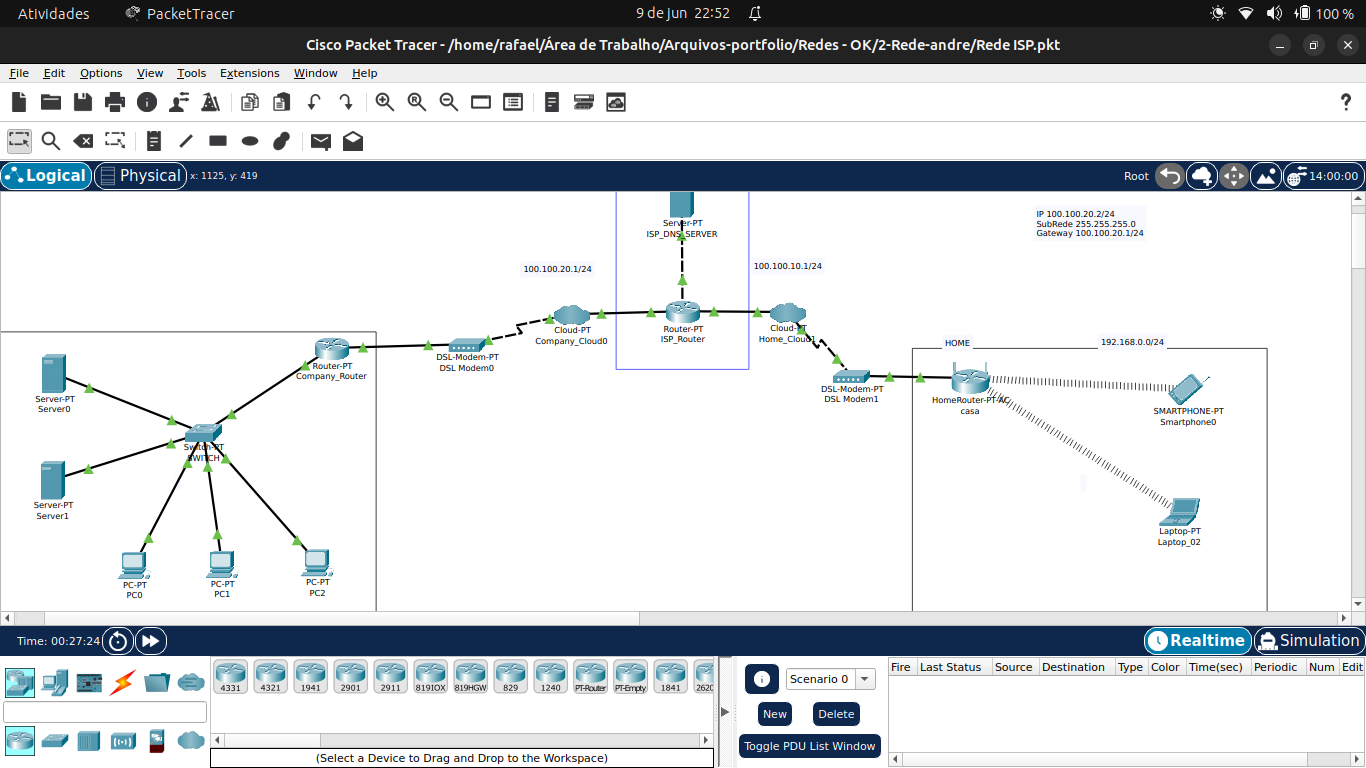 Atividades
PacketTracer
9 de jun 22:52
100 %
Cisco Packet Tracer - /home/rafael/Área de Trabalho/Arquivos-portfolio/Redes - OK/2-Rede-andre/Rede ISP.pkt
File Edit Options View Tools Extensions Window Help
?
Logical
Physical
x: 1125, y: 419
Root
14:00:00
Server-PT
ISP_DNS_SERVER
IP 100.100.20.2/24
SubRede 255.255.255.0
Gateway 100.100.20.1/24
100.100.20.1/24
100.100.10.1/24
Cloud-PT
Company_Cloud0
Router-PT
ISP_Router
Cloud-PT
Home_Cloud1
DSL-Modem-PT
DSL Modem0
Router-PT
Company_Router
Server-PT
Server0
Switch-PT
SWITCH
Server-PT
Server1
PC-PT
PC0
PC-PT
PC1
PC-PT
PC2
DSL-Modem-PT
DSL Modem1
HOME
192.168.0.0/24
HomeRouter-PT-AC
casa
SMARTPHONE-PT
Smartphone0
Laptop-PT
Laptop_02
Time: 00:27:24
Realtime
Simulation
4331 4321 1941 2901 2911 819IOX 819HGW 829 1240 PT-Router PT-Empty 1841 2620
(Select a Device to Drag and Drop to the Workspace)
Scenario 0
New
Delete
Toggle PDU List Window
Fire Last Status Source Destination Type Color Time(sec) Periodic Num Edit